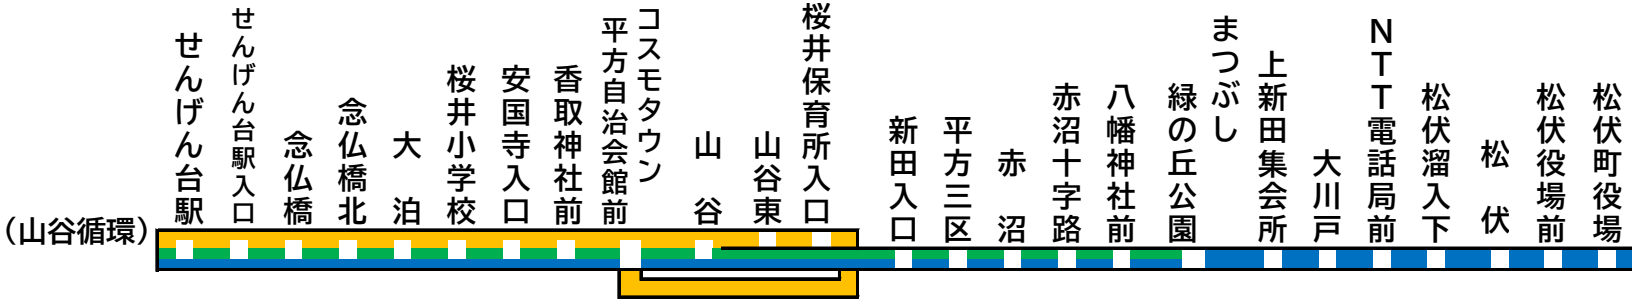 （山谷循環）
せんげん台駅
せんげん台駅入口
念仏橋
念仏橋北
大泊
桜井小学校
安国寺入口
香取神社前
平方自治会館前
コスモタウン
山谷
山谷東
桜井保育所入口
新田入口
平方三区
赤沼
赤沼十字路
八幡神社前
緑の丘公園
まつぶし
上新田集会所
大川戸
ＮＴＴ電話局前
松伏溜入下
松伏
松伏役場前
松伏町役場